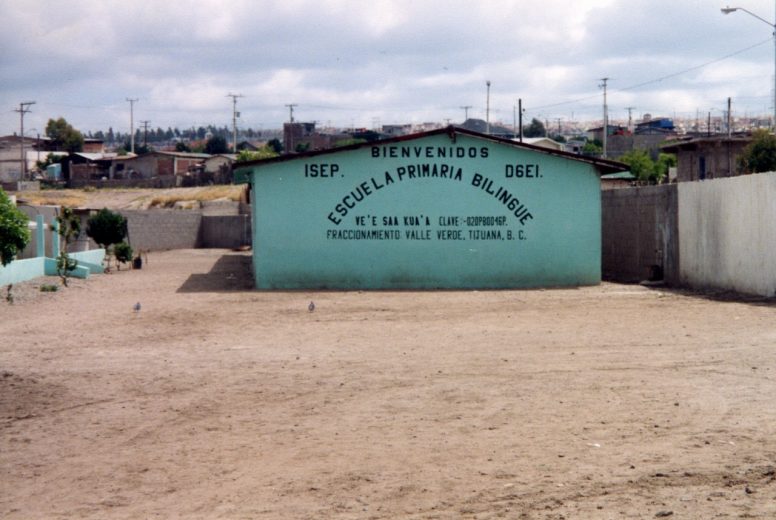 BIENVENIDOS
ISEP. DGEI.
ESCUELA PRIMARIA BILINGUE
VE'E SAA KUA'A CLAVE:-02DPB0046P.
FRACCIONAMIENTO VALLE VERDE, TIJUANA, B. C.